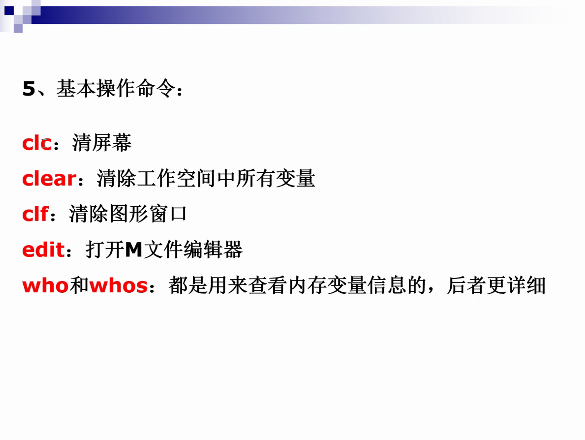 5、基本操作命令：
clc：清屏幕
clear：清除工作空间中所有变量
clf：清除图形窗口
edit：打开M文件编辑器
who和whos：都是用来查看内存变量信息的，后者更详细